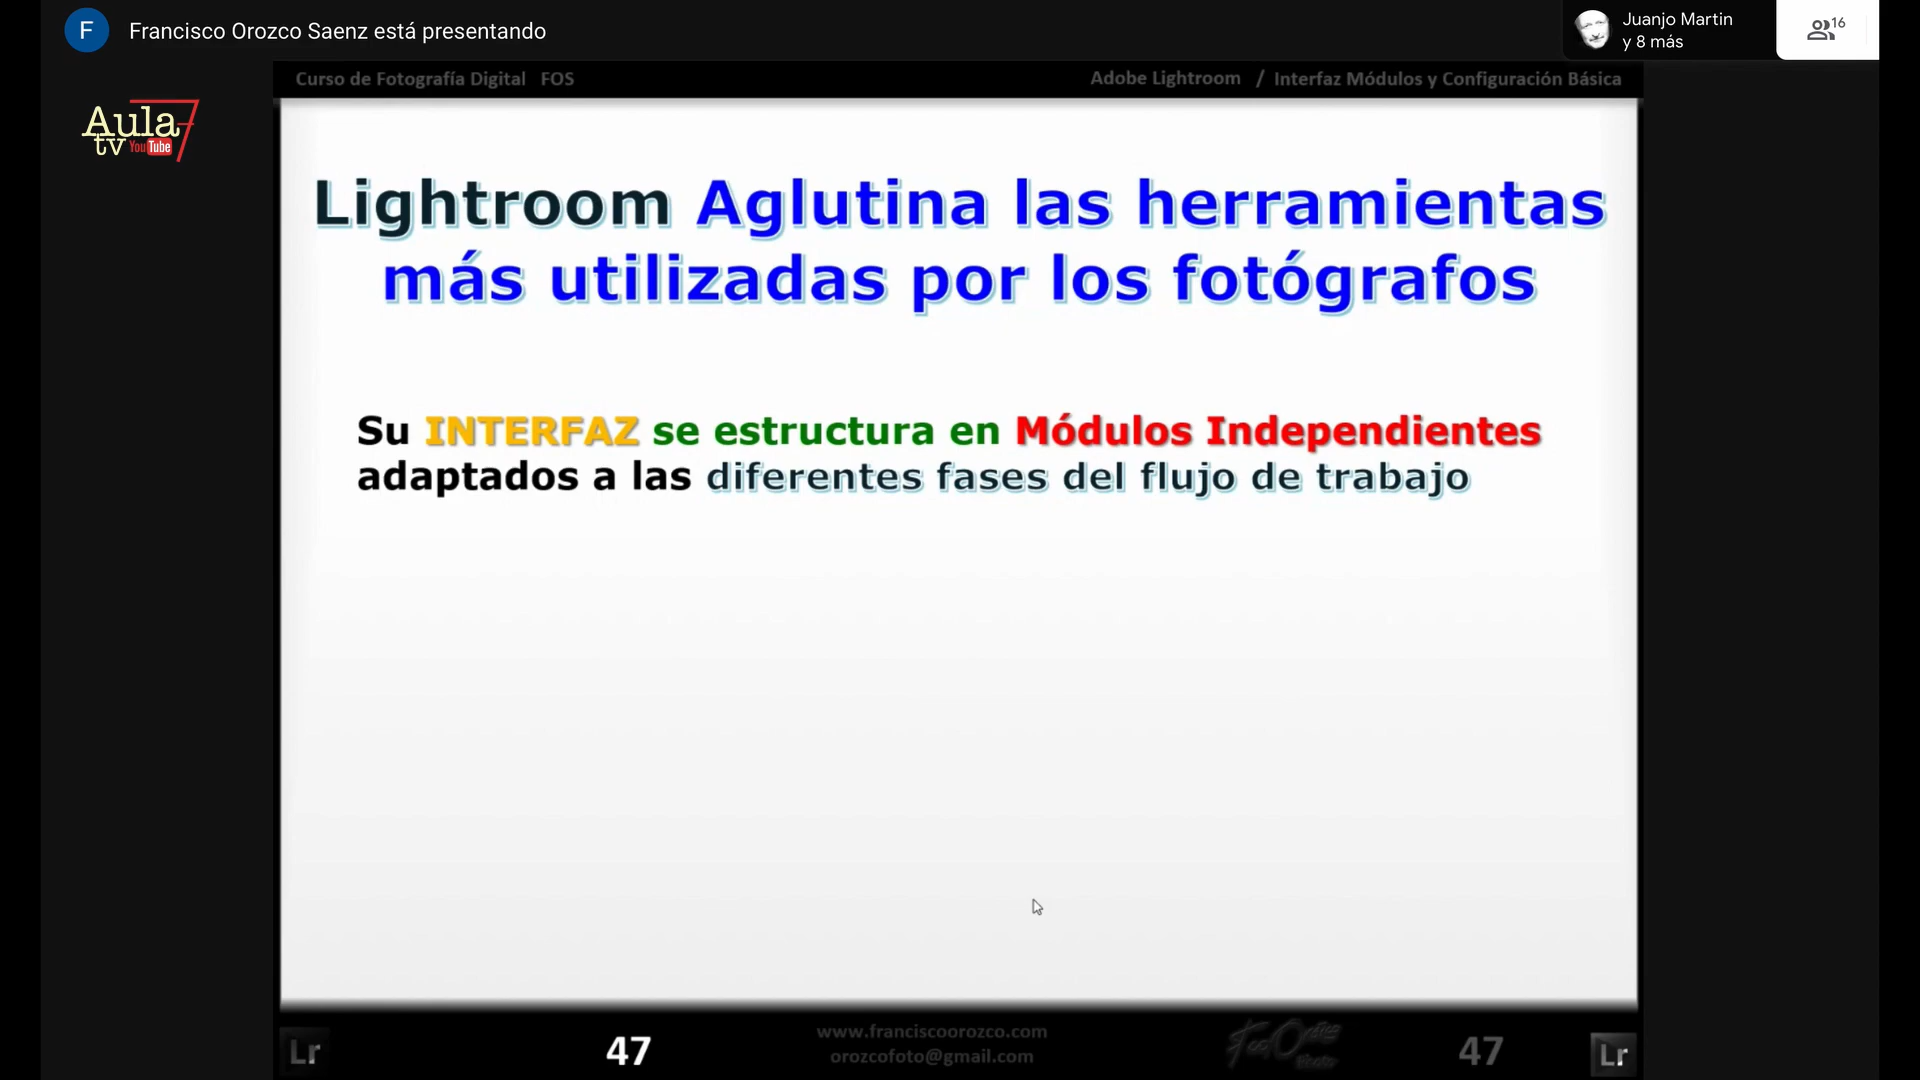 F Francisco Orozco Saenz está presentando
Juanjo Martin
y 8 más
16
Aula 7
tv YouTube
Curso de Fotografía Digital FOS
Adobe Lightroom / Interfaz Módulos y Configuración Básica
Lightroom Aglutina las herramientas
más utilizadas por los fotógrafos
Su INTERFAZ se estructura en Módulos Independientes
adaptados a las diferentes fases del flujo de trabajo
Lr
47
www.franciscoorozco.com
orozcofoto@gmail.com
47
Lr